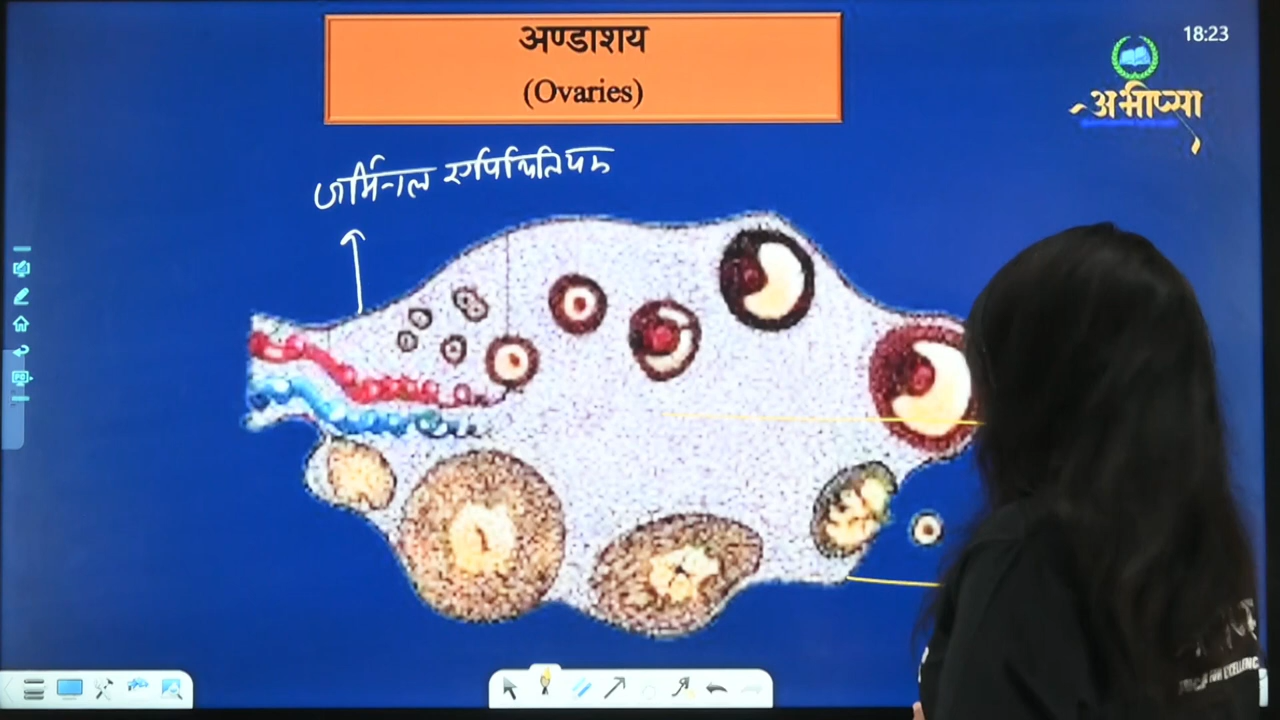 अण्डाशय
(Ovaries)
18:23
अभीप्सा
जर्मिनल एपिथिलियम